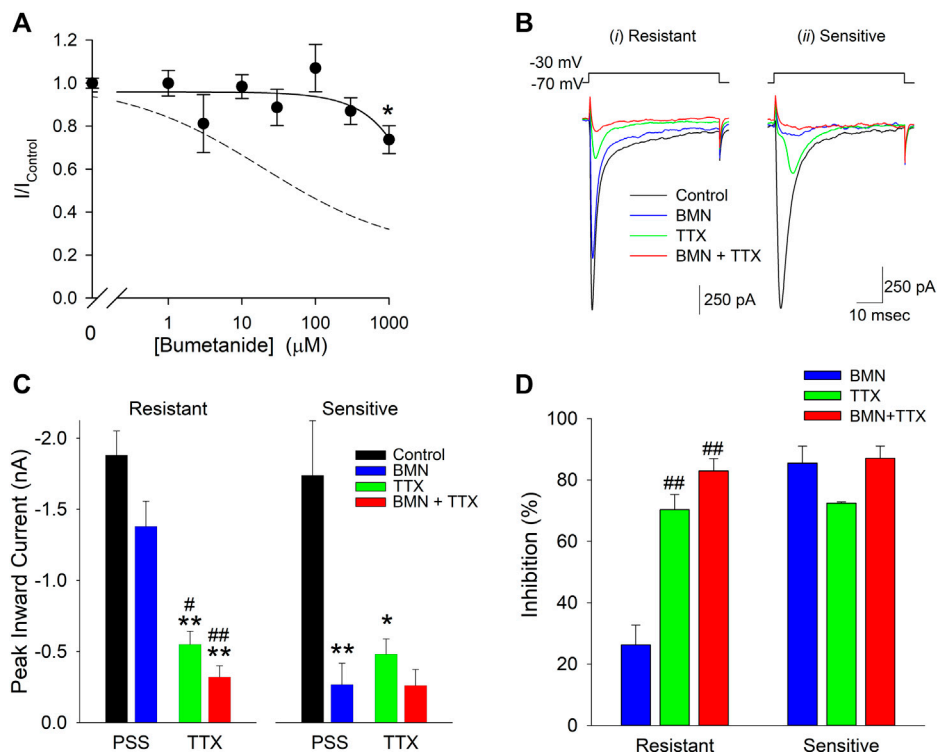 A
1.2
1.0
0.8
0.6
0.4
0.2
0.0
I/I_Control
0
1
10
100
1000
[Bumetanide] (μM)
*
B
(i) Resistant
(ii) Sensitive
-30 mV
-70 mV
Control
BMN
TTX
BMN + TTX
250 pA
250 pA
10 msec
C
Resistant
Sensitive
Peak Inward Current (nA)
-2.0
-1.5
-1.0
-0.5
0.0
Control
BMN
TTX
BMN + TTX
#
**
##
**
**
*
PSS
TTX
PSS
TTX
D
BMN
TTX
BMN+TTX
Inhibition (%)
100
80
60
40
20
0
##
##
Resistant
Sensitive